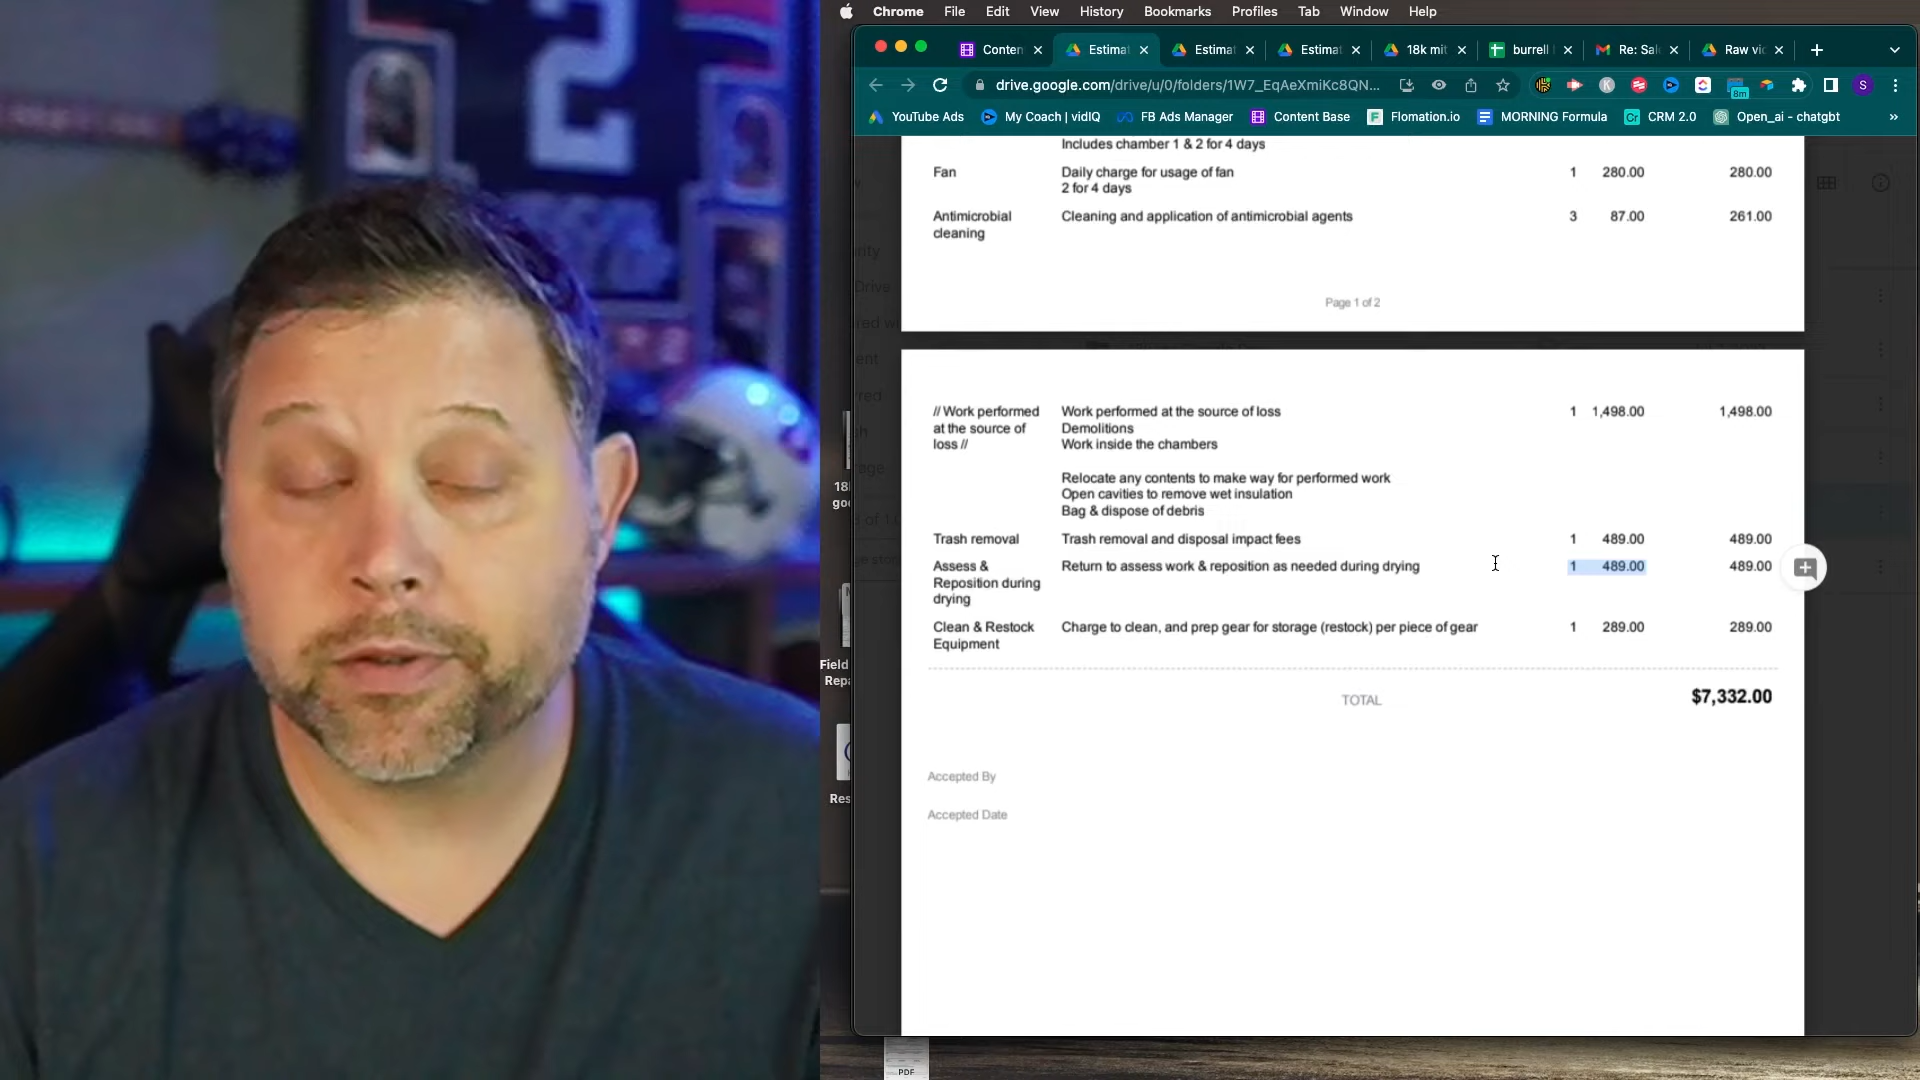 Chrome File Edit View History Bookmarks Profiles Tab Window Help
Conten Estimat Estimat Estimat 18k mit burrell Re: Sal Raw vid
drive.google.com/drive/u/0/folders/1W7_EqAeXmiKc8QN...
8m
S
YouTube Ads My Coach | vidIQ FB Ads Manager Content Base Flomation.io MORNING Formula CRM 2.0 Open_ai - chatgbt »
Includes chamber 1 & 2 for 4 days
Fan Daily charge for usage of fan 1 280.00 280.00
2 for 4 days
Antimicrobial Cleaning and application of antimicrobial agents 3 87.00 261.00
cleaning
Page 1 of 2
// Work performed Work performed at the source of loss 1 1,498.00 1,498.00
at the source of Demolitions
loss // Work inside the chambers
Relocate any contents to make way for performed work
Open cavities to remove wet insulation
Bag & dispose of debris
Trash removal Trash removal and disposal impact fees 1 489.00 489.00
Assess & Return to assess work & reposition as needed during drying 1 489.00 489.00
Reposition during
drying
Clean & Restock Charge to clean, and prep gear for storage (restock) per piece of gear 1 289.00 289.00
Equipment
TOTAL $7,332.00
Accepted By
Accepted Date
18
goo
Field
Repa
Res
PDF
2